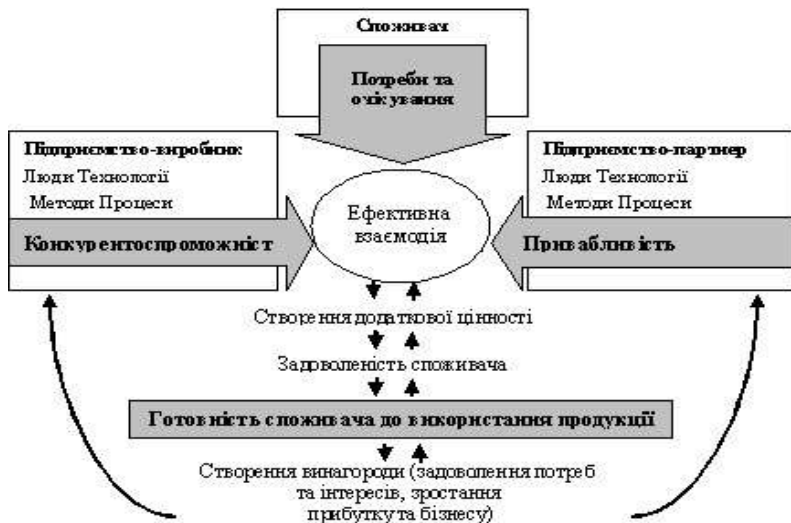 Споживач
Потреби та
очікування
Підприємство-виробник
Люди Технології
Методи Процеси
Конкурентоспроможніст
Підприємство-партнер
Люди Технології
Методи Процеси
Привабливість
Ефективна
взаємодія
Створення додаткової цінності
Задоволеність споживача
Готовність споживача до використання продукції
Створення винагороди (задоволення потреб
та інтересів, зростання
прибутку та бізнесу)